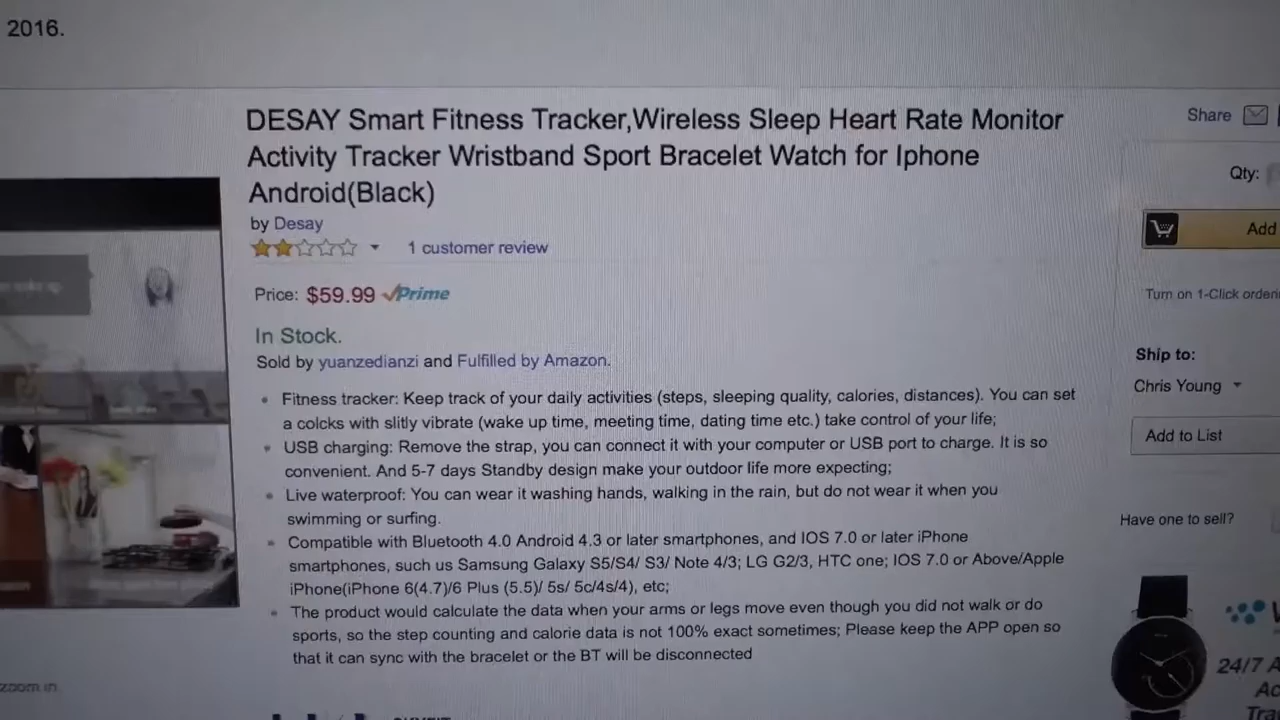 2016.
DESAY Smart Fitness Tracker,Wireless Sleep Heart Rate Monitor
Share
Activity Tracker Wristband Sport Bracelet Watch for Iphone
Qty:
Android(Black)
by Desay
Add
1 customer review
Price: $59.99 Prime
Turn on 1-Click
In Stock.
Sold by yuanzedianzi and Fulfilled by Amazon.
Ship to:
Chris Young
Fitness tracker: Keep track of your daily activities (steps, sleeping quality, calories, distances). You can set
a colcks with slitly vibrate (wake up time, meeting time, dating time etc.) take control of your life;
Add to List
USB charging: Remove the strap, you can connect it with your computer or USB port to charge. It is so
convenient. And 5-7 days Standby design make your outdoor life more expecting;
Live waterproof: You can wear it washing hands, walking in the rain, but do not wear it when you
swimming or surfing.
Have one to sell?
Compatible with Bluetooth 4.0 Android 4.3 or later smartphones, and IOS 7.0 or later iPhone
smartphones, such us Samsung Galaxy S5/S4/ S3/ Note 4/3; LG G2/3, HTC one; IOS 7.0 or Above/Apple
iPhone(iPhone 6(4.7)/6 Plus (5.5)/ 5s/ 5c/4s/4), etc;
The product would calculate the data when your arms or legs move even though you did not walk or do
sports, so the step counting and calorie data is not 100% exact sometimes; Please keep the APP open so
that it can sync with the bracelet or the BT will be disconnected
24/7 A
Ac
Tra
zoom in